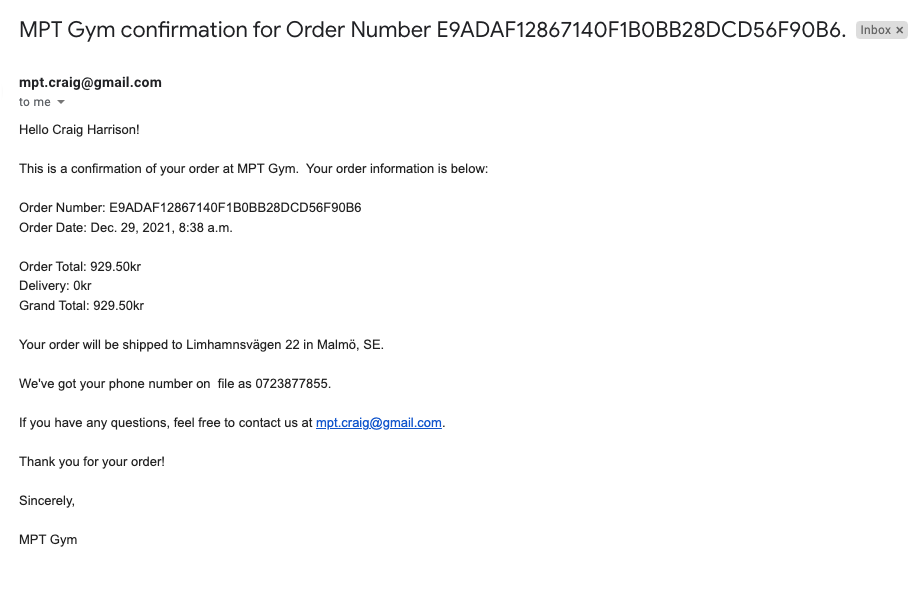 MPT Gym confirmation for Order Number E9ADAF12867140F1B0BB28DCD56F90B6. Inbox ×
mpt.craig@gmail.com
to me
Hello Craig Harrison!
This is a confirmation of your order at MPT Gym.  Your order information is below:
Order Number: E9ADAF12867140F1B0BB28DCD56F90B6
Order Date: Dec. 29, 2021, 8:38 a.m.
Order Total: 929.50kr
Delivery: 0kr
Grand Total: 929.50kr
Your order will be shipped to Limhamnsvägen 22 in Malmö, SE.
We've got your phone number on  file as 0723877855.
If you have any questions, feel free to contact us at mpt.craig@gmail.com.
Thank you for your order!
Sincerely,
MPT Gym